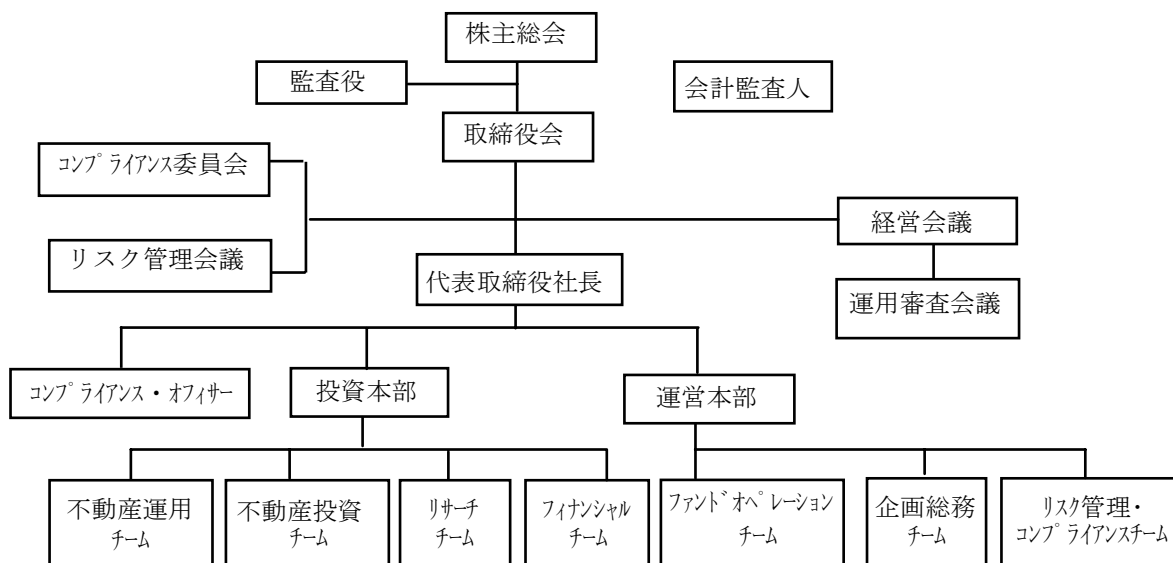 株主総会
監査役
会計監査人
取締役会
コンプライアンス委員会
経営会議
リスク管理会議
代表取締役社長
運用審査会議
コンプライアンス・オフィサー
投資本部
運営本部
不動産運用
チーム
不動産投資
チーム
リサーチ
チーム
フィナンシャル
チーム
ファンドオペレーション
チーム
企画総務
チーム
リスク管理・
コンプライアンスチーム